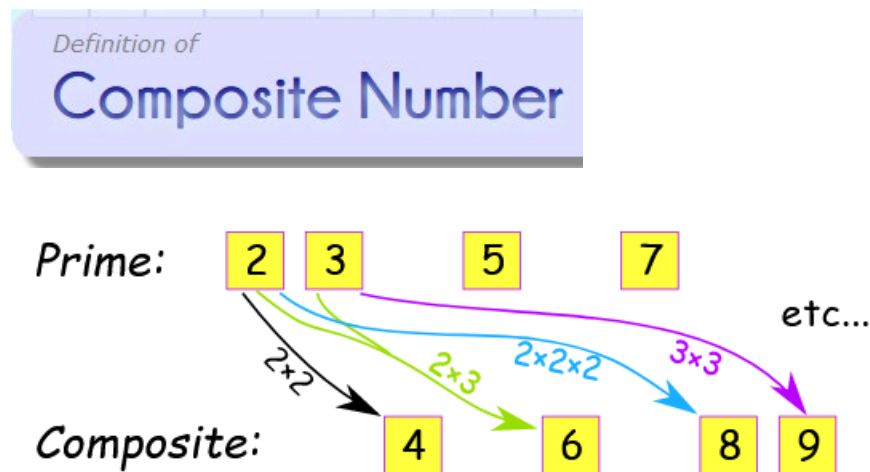 Definition of
Composite Number
Prime: 2 3 5 7
etc...
2×2 2×3 2×2×2 3×3
Composite: 4 6 8 9